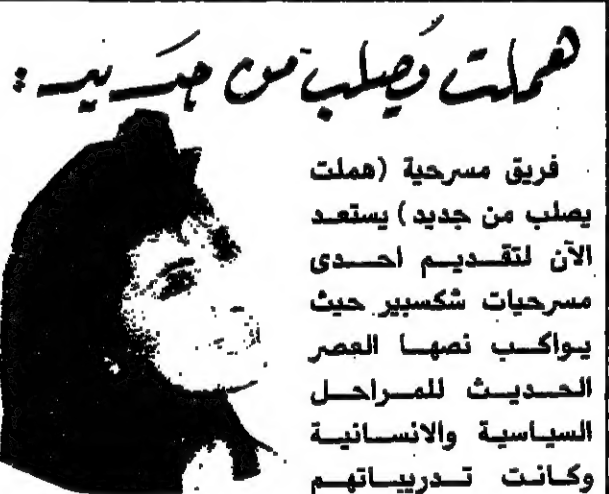 هملت يصلب من جديد :
فريق مسرحية (هملت
يصلب من جديد) يستعد
الآن لتقديم احدى
مسرحيات شكسبير حيث
يواكب نصها العصر
الحديث للمراحل
السياسية والانسانية
وكانت تدريباتهم